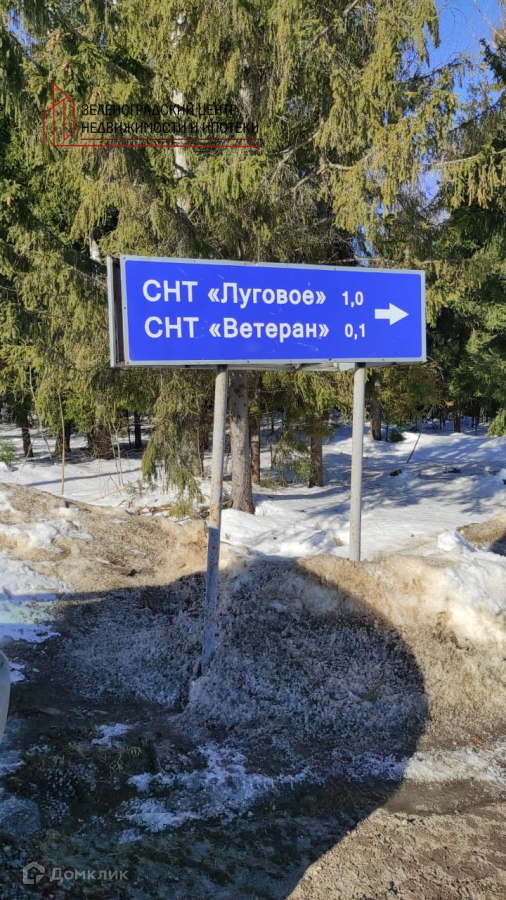 ЗЕЛЕНОГРАДСКИЙ ЦЕНТР
НЕДВИЖИМОСТИ И ИПОТЕКИ
СНТ «Луговое» 1,0
СНТ «Ветеран» 0,1
Домклик